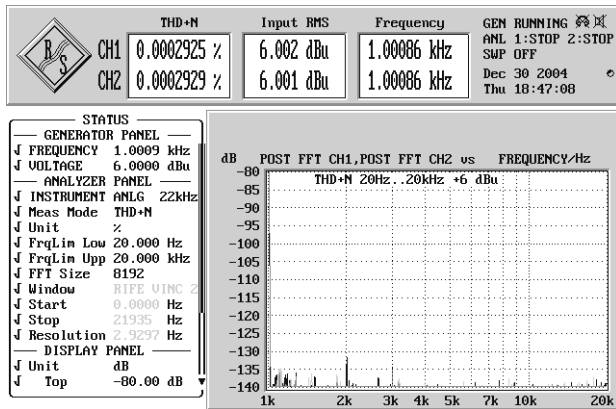 THD+N Input RMS Frequency
R S
CH1 0.0002925 % 6.002 dBu 1.00086 kHz
CH2 0.0002929 % 6.001 dBu 1.00086 kHz
GEN RUNNING
ANL 1:STOP 2:STOP
SWP OFF
Dec 30 2004
Thu 18:47:08
STATUS
GENERATOR PANEL
FREQUENCY 1.0009 kHz
VOLTAGE 6.0000 dBu
ANALYZER PANEL
INSTRUMENT ANLG 22kHz
Meas Mode THD+N
Unit %
FrqLim Low 20.000 Hz
FrqLim Upp 20.000 kHz
FFT Size 8192
Window RIFE VINC 2
Start 0.0000 Hz
Stop 21935 Hz
Resolution 2.9297 Hz
DISPLAY PANEL
Unit dB
Top -80.00 dB
dB POST FFT CH1,POST FFT CH2 vs FREQUENCY/Hz
THD+N 20Hz..20kHz +6 dBu
-80
-85
-90
-95
-100
-105
-110
-115
-120
-125
-130
-135
-140
1k 2k 3k 4k 5k 7k 10k 20k